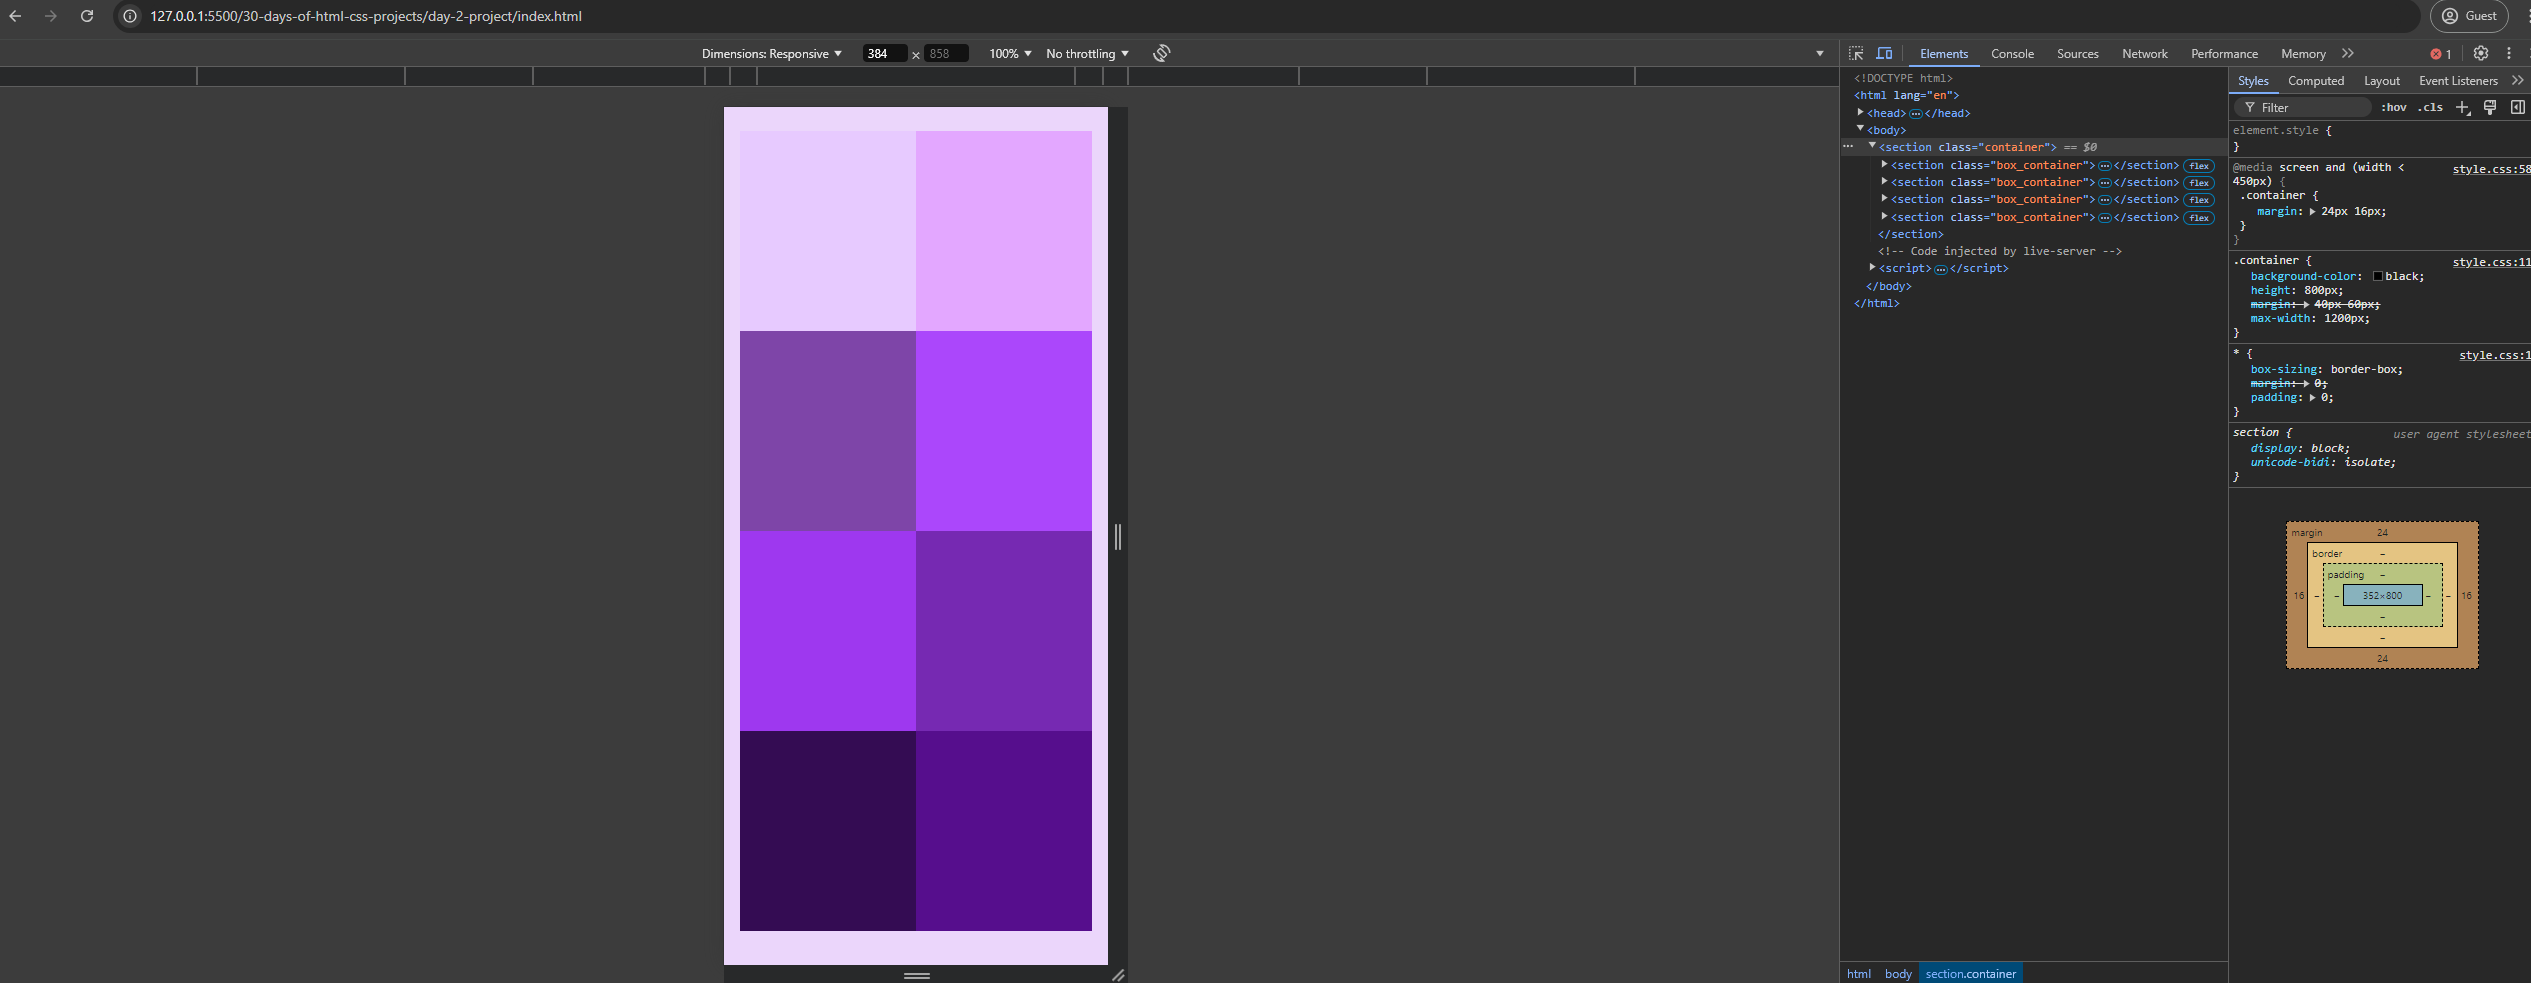 127.0.0.1:5500/30-days-of-html-css-projects/day-2-project/index.html
Guest
Dimensions: Responsive 384 × 858 100% No throttling
Elements Console Sources Network Performance Memory 1
<!DOCTYPE html>
<html lang="en">
<head> ⋯ </head>
<body>
⋯ <section class="container"> == $0
<section class="box_container"> ⋯ </section> flex
<section class="box_container"> ⋯ </section> flex
<section class="box_container"> ⋯ </section> flex
<section class="box_container"> ⋯ </section> flex
</section>
<!-- Code injected by live-server -->
<script> ⋯ </script>
</body>
</html>
html body section.container
Styles Computed Layout Event Listeners
Filter :hov .cls
element.style {
}
@media screen and (width < style.css:58
450px) {
.container {
margin: 24px 16px;
}
}
.container { style.css:11
background-color: black;
height: 800px;
margin: 40px 60px;
max-width: 1200px;
}
* { style.css:1
box-sizing: border-box;
margin: 0;
padding: 0;
}
section { user agent stylesheet
display: block;
unicode-bidi: isolate;
}
margin 24
border –
padding –
16 – – 352×800 – – 16
–
–
24